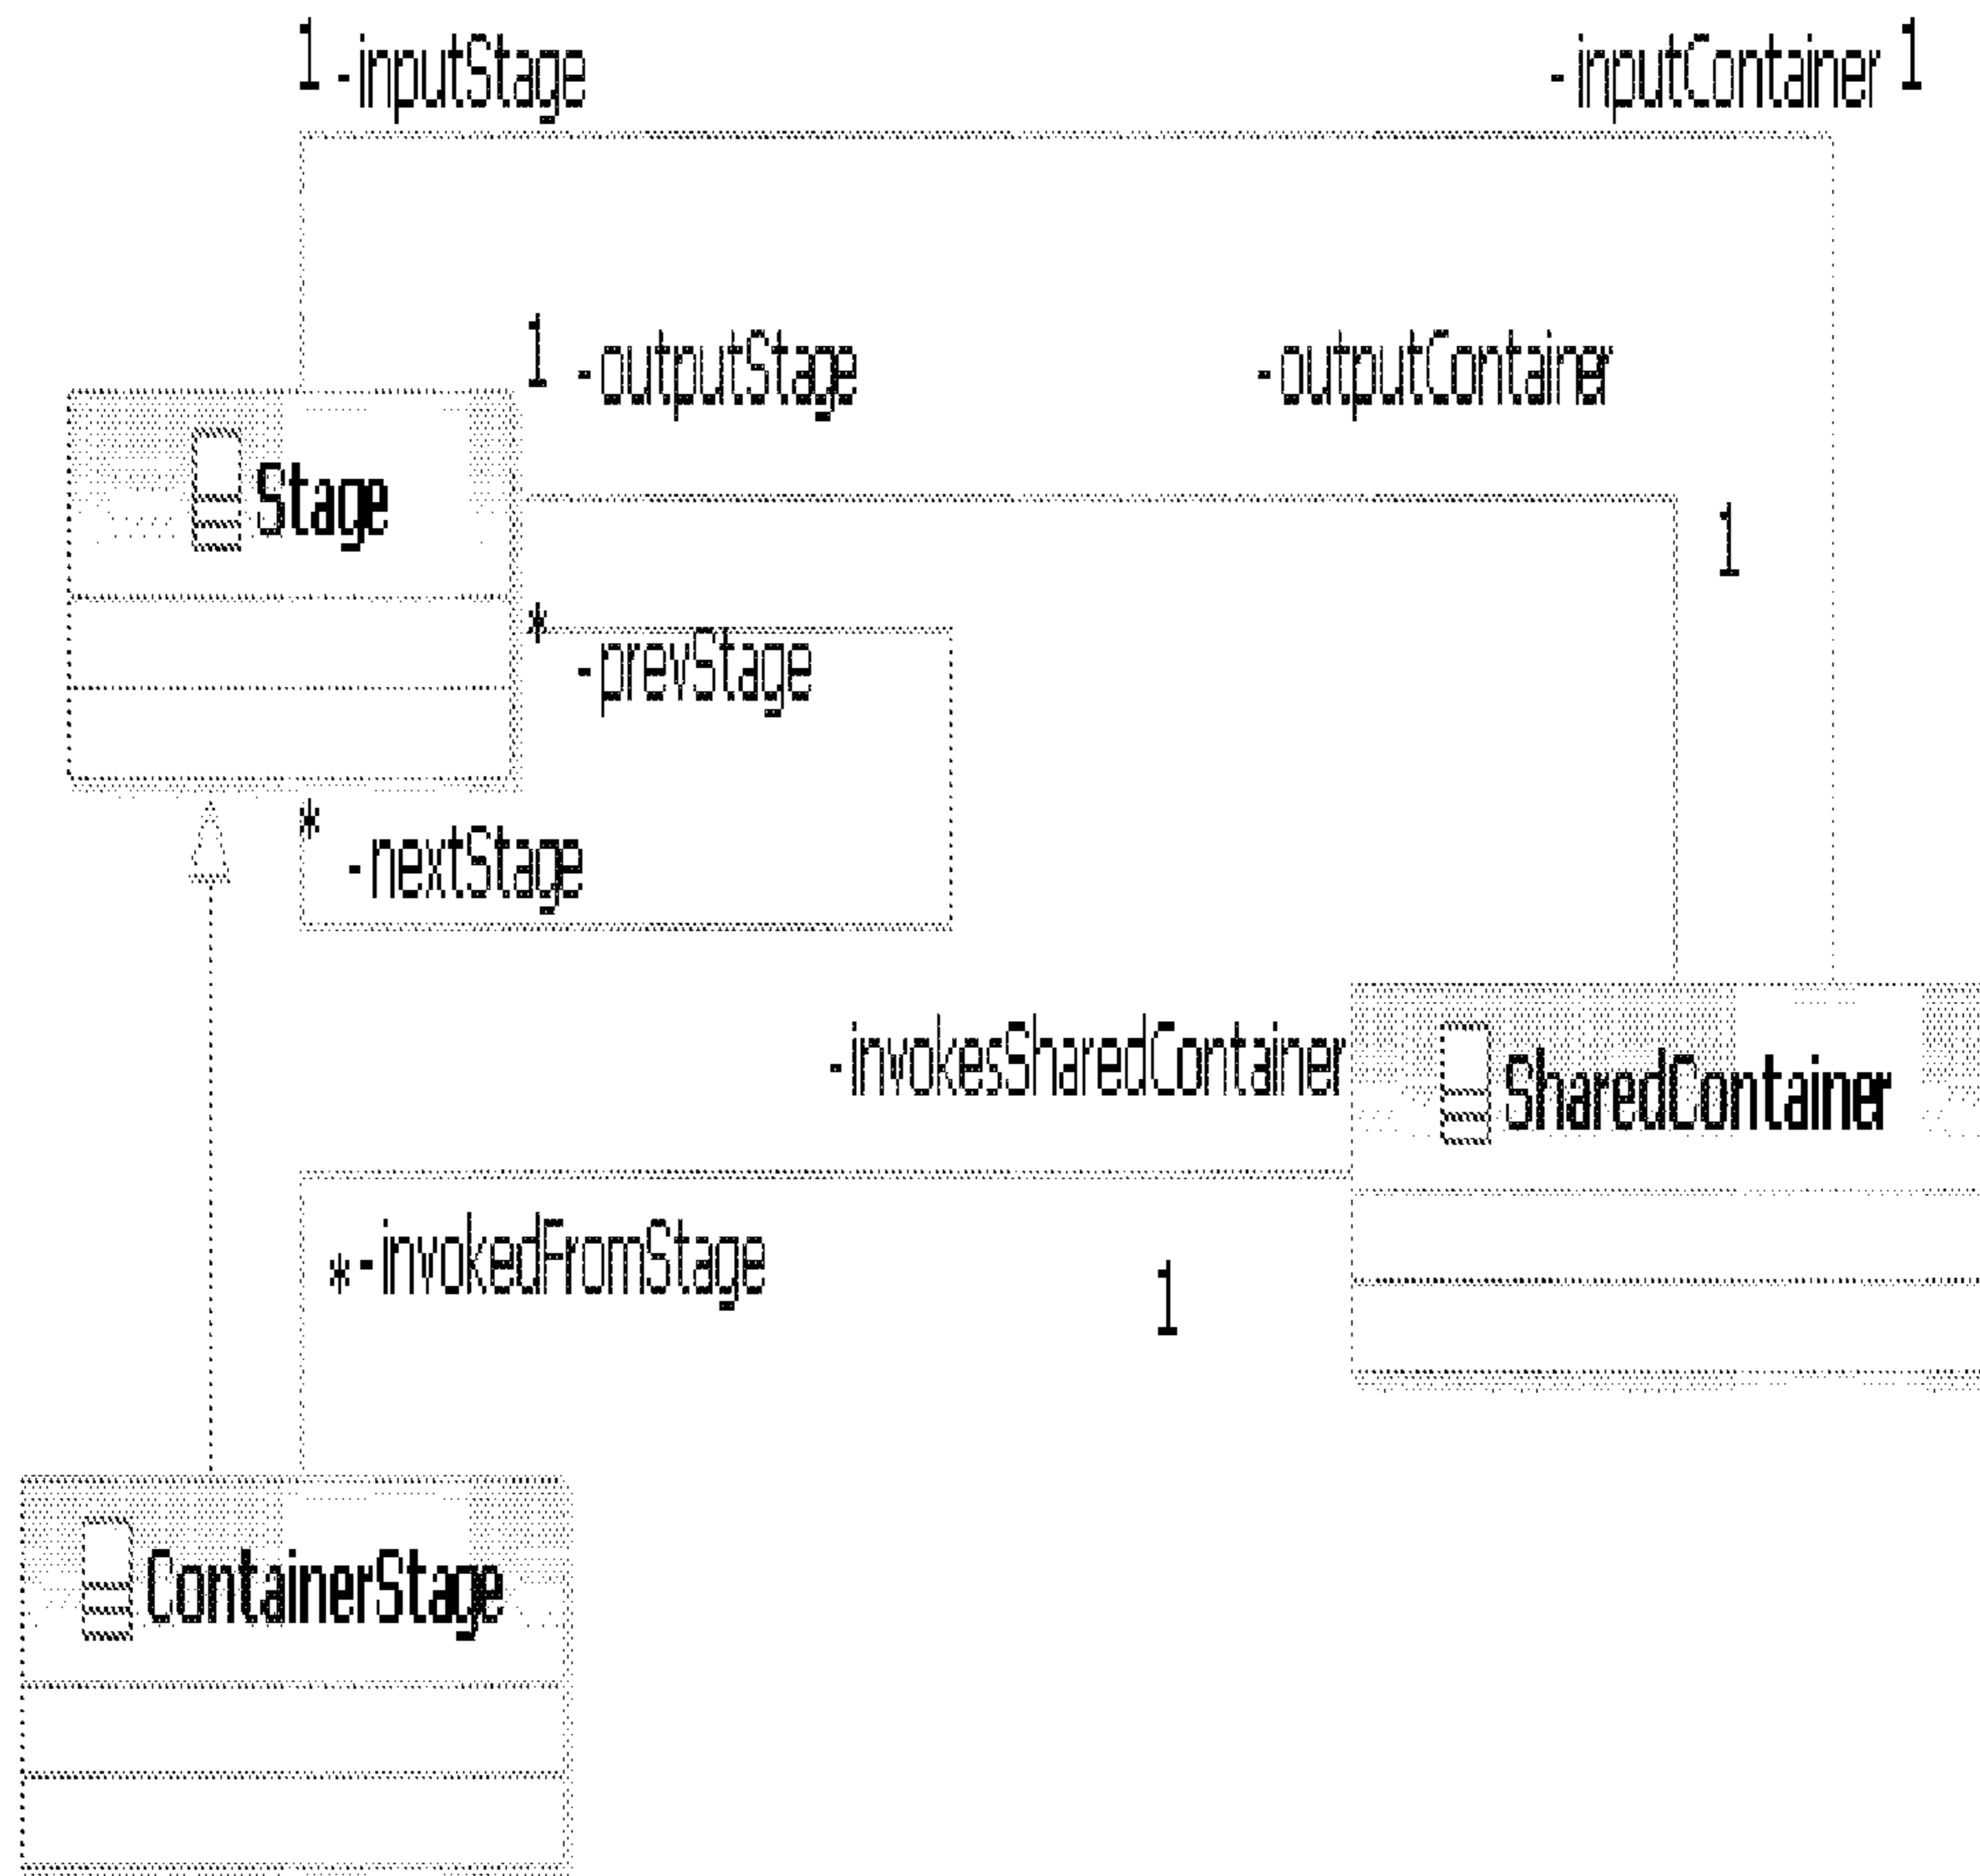 1 -inputStage
-inputContainer 1
1 -outputStage
-outputContainer
Stage
1
*
-prevStage
*
-nextStage
-invokesSharedContainer
SharedContainer
*-invokedFromStage
1
ContainerStage